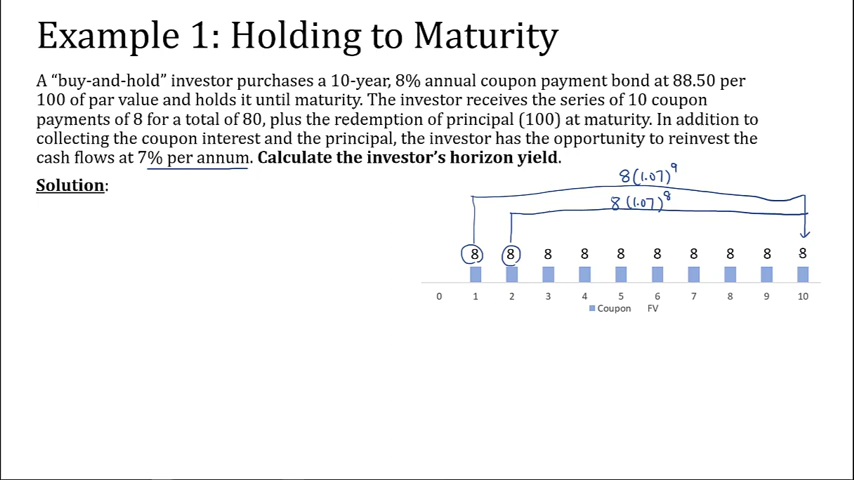 Example 1: Holding to Maturity
A “buy-and-hold” investor purchases a 10-year, 8% annual coupon payment bond at 88.50 per
100 of par value and holds it until maturity. The investor receives the series of 10 coupon
payments of 8 for a total of 80, plus the redemption of principal (100) at maturity. In addition to
collecting the coupon interest and the principal, the investor has the opportunity to reinvest the
cash flows at 7% per annum. Calculate the investor’s horizon yield.
Solution:
8(1.07)⁹
8(1.07)⁸
8 8 8 8 8 8 8 8 8 8
0 1 2 3 4 5 6 7 8 9 10
Coupon FV